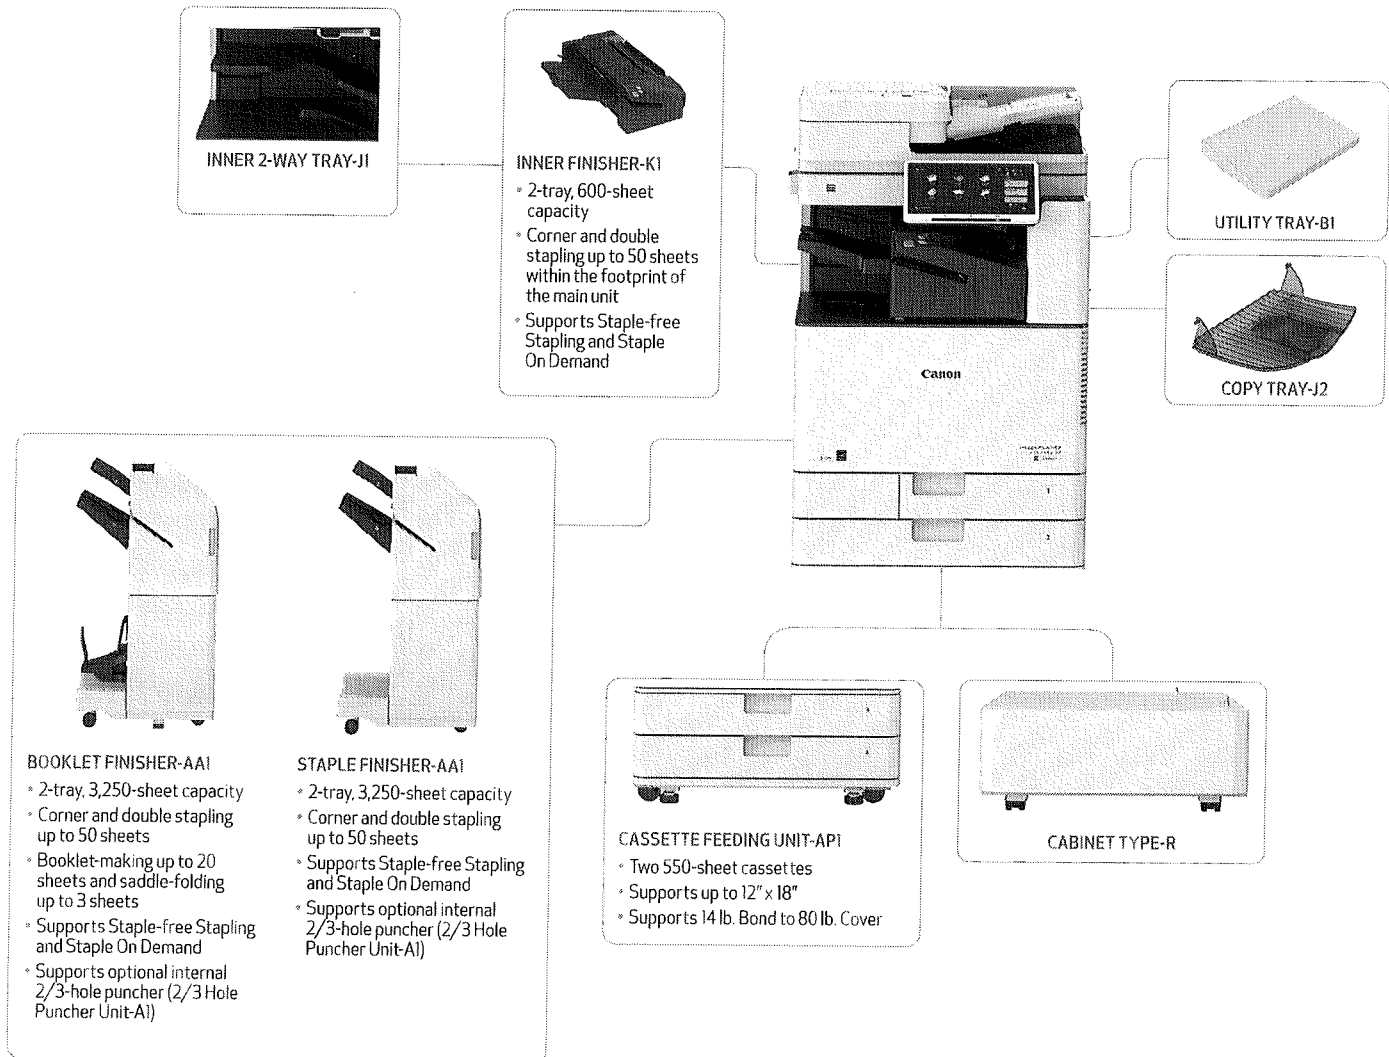 INNER 2-WAY TRAY-J1
INNER FINISHER-K1
• 2-tray, 600-sheet
capacity
• Corner and double
stapling up to 50 sheets
within the footprint of
the main unit
• Supports Staple-free
Stapling and Staple
On Demand
Canon
1
2
UTILITY TRAY-B1
COPY TRAY-J2
BOOKLET FINISHER-AA1
• 2-tray, 3,250-sheet capacity
• Corner and double stapling
up to 50 sheets
• Booklet-making up to 20
sheets and saddle-folding
up to 3 sheets
• Supports Staple-free Stapling
and Staple On Demand
• Supports optional internal
2/3-hole puncher (2/3 Hole
Puncher Unit-A1)
STAPLE FINISHER-AA1
• 2-tray, 3,250-sheet capacity
• Corner and double stapling
up to 50 sheets
• Supports Staple-free Stapling
and Staple On Demand
• Supports optional internal
2/3-hole puncher (2/3 Hole
Puncher Unit-A1)
CASSETTE FEEDING UNIT-AP1
• Two 550-sheet cassettes
• Supports up to 12" x 18"
• Supports 14 lb. Bond to 80 lb. Cover
CABINET TYPE-R